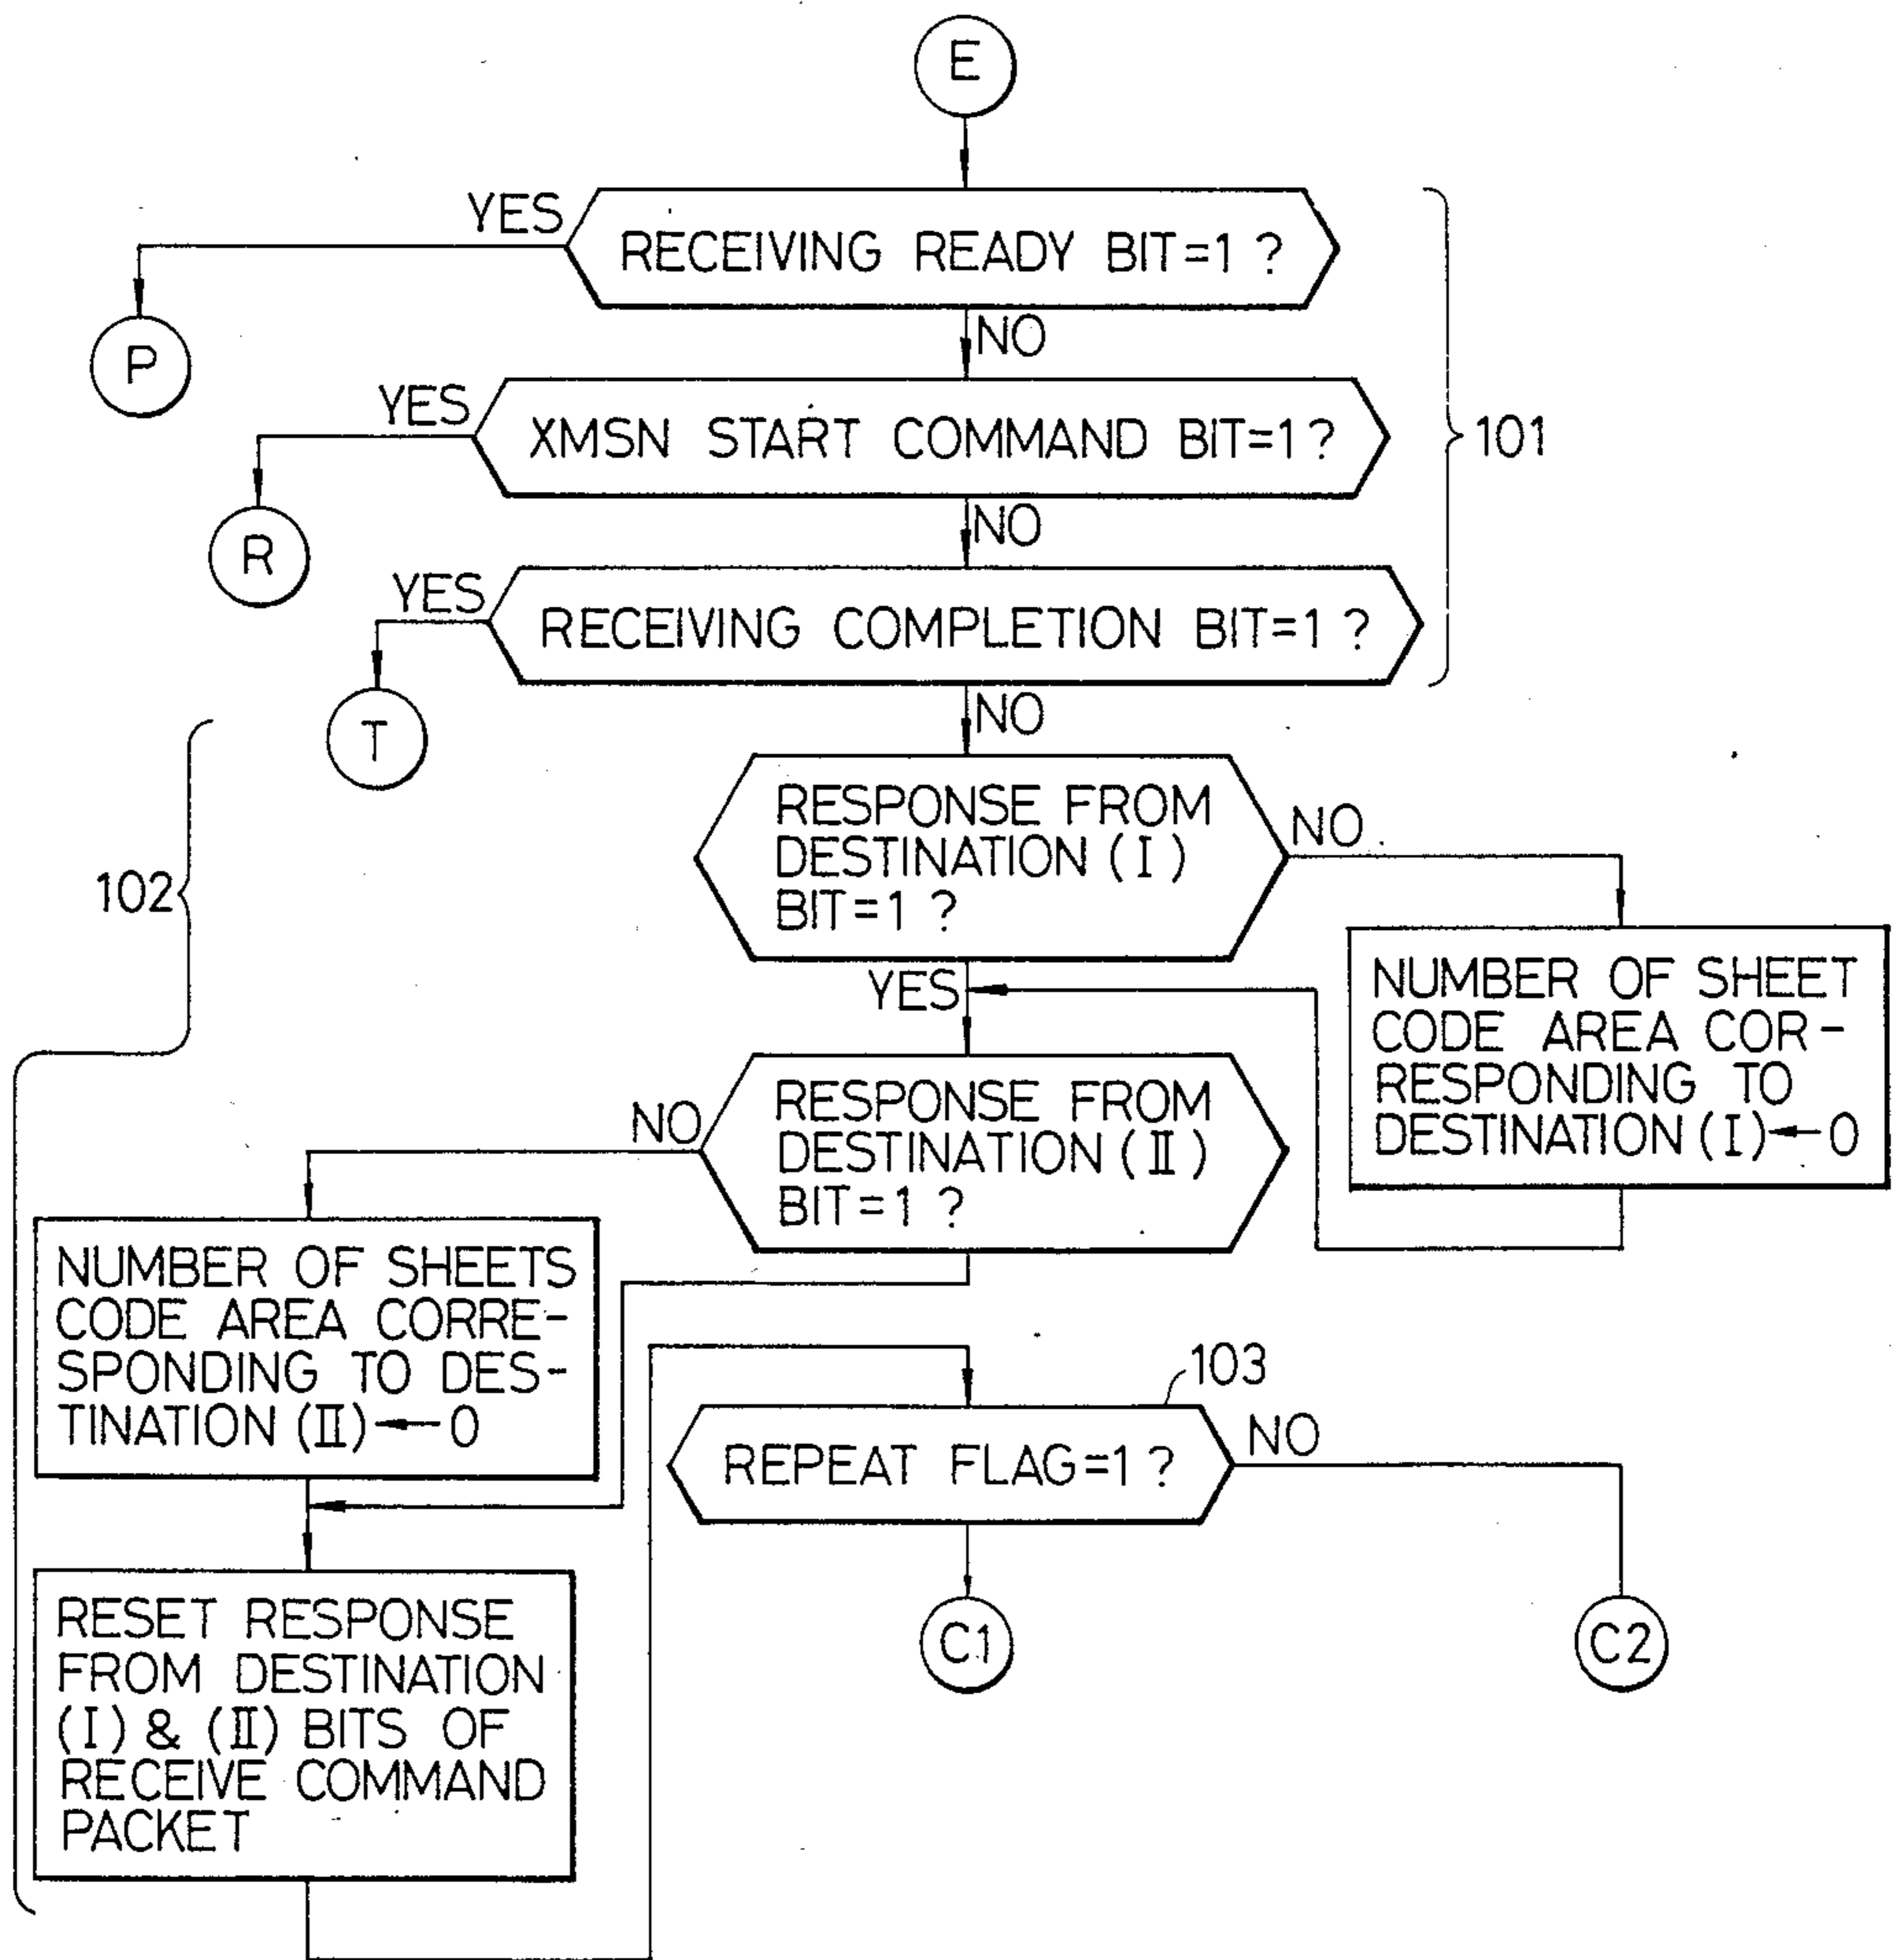 E
YES
RECEIVING READY BIT=1 ?
NO
P
YES
XMSN START COMMAND BIT=1 ?
101
NO
R
YES
RECEIVING COMPLETION BIT=1 ?
NO
T
RESPONSE FROM
DESTINATION (I)
BIT=1 ?
NO
102
YES
NUMBER OF SHEET
CODE AREA COR-
RESPONDING TO
DESTINATION (I)←0
RESPONSE FROM
DESTINATION (II)
BIT=1 ?
NO
NUMBER OF SHEETS
CODE AREA CORRE-
SPONDING TO DES-
TINATION (II)←0
103
REPEAT FLAG=1 ?
NO
RESET RESPONSE
FROM DESTINATION
(I) & (II) BITS OF
RECEIVE COMMAND
PACKET
C1
C2